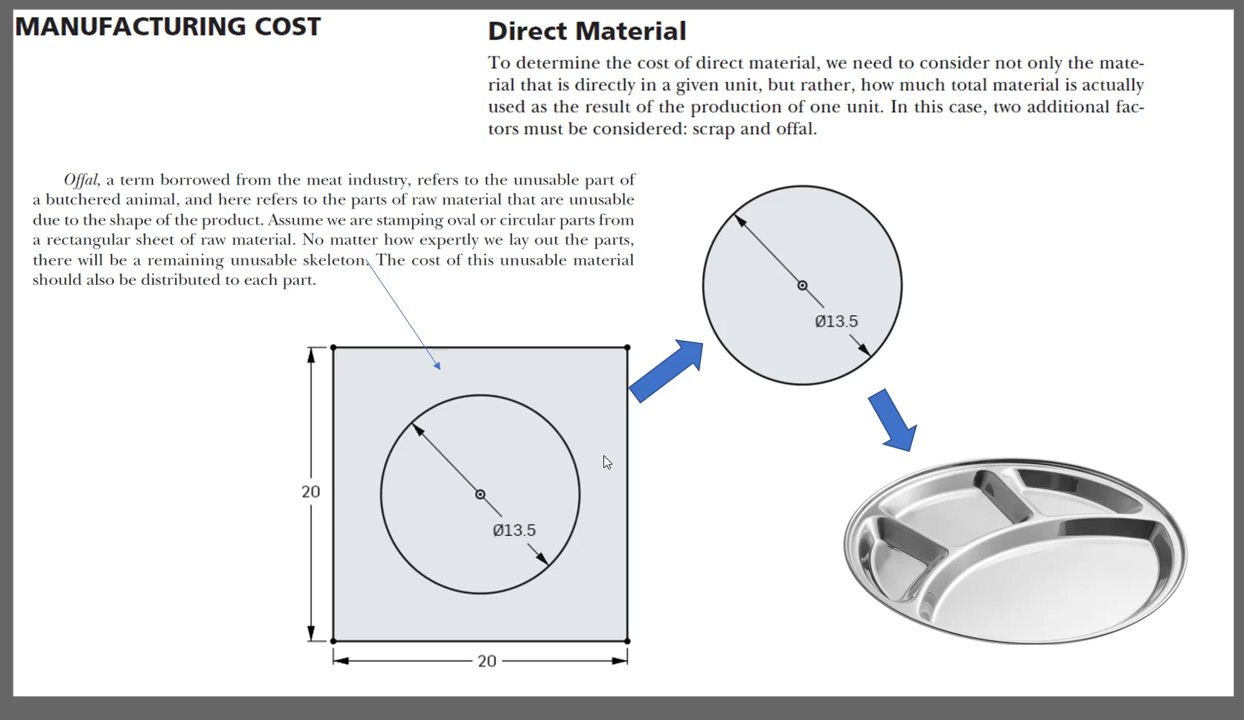 MANUFACTURING COST
Direct Material
To determine the cost of direct material, we need to consider not only the mate-
rial that is directly in a given unit, but rather, how much total material is actually
used as the result of the production of one unit. In this case, two additional fac-
tors must be considered: scrap and offal.
Offal, a term borrowed from the meat industry, refers to the unusable part of
a butchered animal, and here refers to the parts of raw material that are unusable
due to the shape of the product. Assume we are stamping oval or circular parts from
a rectangular sheet of raw material. No matter how expertly we lay out the parts,
there will be a remaining unusable skeleton. The cost of this unusable material
should also be distributed to each part.
Ø13.5
20
Ø13.5
20